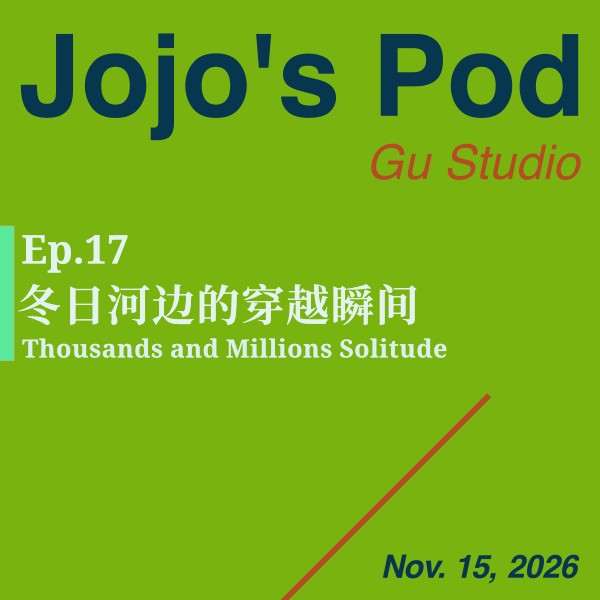 Jojo's Pod
Gu Studio
Ep.17
冬日河边的穿越瞬间
Thousands and Millions Solitude
Nov. 15, 2026